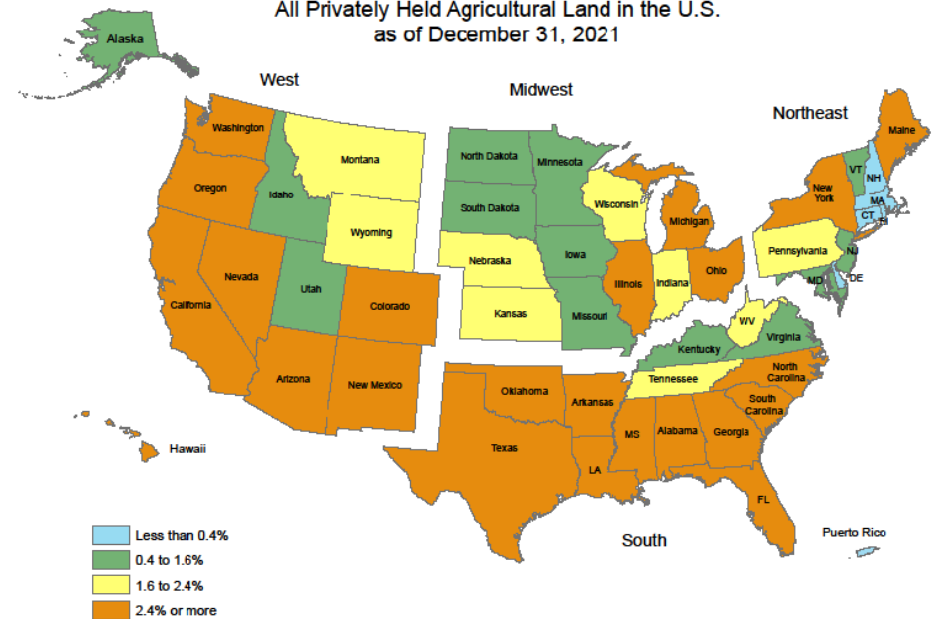 All Privately Held Agricultural Land in the U.S.
as of December 31, 2021
Alaska
West
Midwest
Northeast
Washington
Montana
North Dakota
Minnesota
Maine
VT
NH
Oregon
Idaho
South Dakota
Wisconsin
Michigan
New
York
MA
CT
RI
Wyoming
Nebraska
Iowa
Pennsylvania
NJ
Nevada
Utah
Illinois
Indiana
Ohio
MD
DE
California
Colorado
Kansas
Missouri
WV
Virginia
Kentucky
Arizona
New Mexico
Oklahoma
Arkansas
Tennessee
North
Carolina
South
Carolina
Hawaii
Texas
LA
MS
Alabama
Georgia
FL
South
Puerto Rico
Less than 0.4%
0.4 to 1.6%
1.6 to 2.4%
2.4% or more